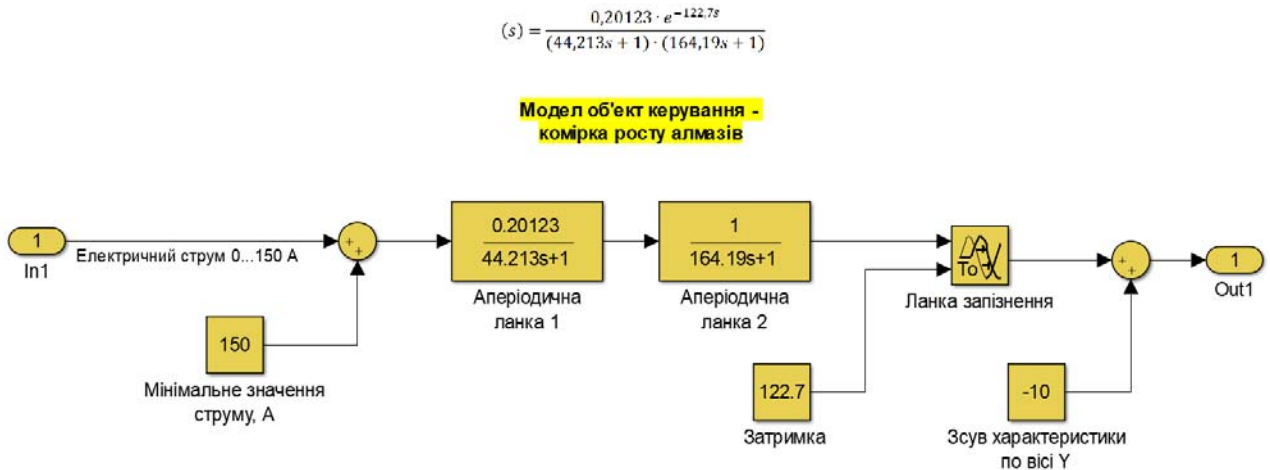 (s) = 0,20123 · e^{−122,7s} / (44,213s + 1) · (164,19s + 1)
Модел об'ект керування -
комірка росту алмазів
1
In1
Електричний струм 0...150 А
+
+
150
Мінімальне значення
струму, А
0.20123
44.213s+1
Аперіодична
ланка 1
1
164.19s+1
Аперіодична
ланка 2
To
Ланка запізнення
122.7
Затримка
+
+
-10
Зсув характеристики
по вісі Y
1
Out1